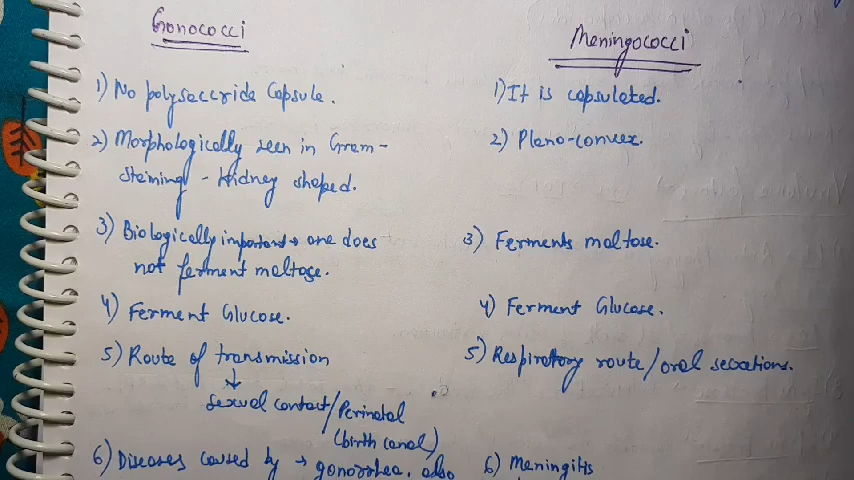 Gonococci
Meningococci
1) No polysaccride Capsule.
1) It is capsulated.
2) Morphologically seen in Gram-
staining - Kidney shaped.
2) Plano-convex.
3) Biologically important → one does
not ferment maltose.
3) Ferments maltose.
4) Ferment Glucose.
4) Ferment Glucose.
5) Route of transmission
↓
sexual contact/Perinatal
(birth canal)
5) Respiratory route/oral secretions.
6) Diseases caused by → gonorrhea. also
6) Meningitis